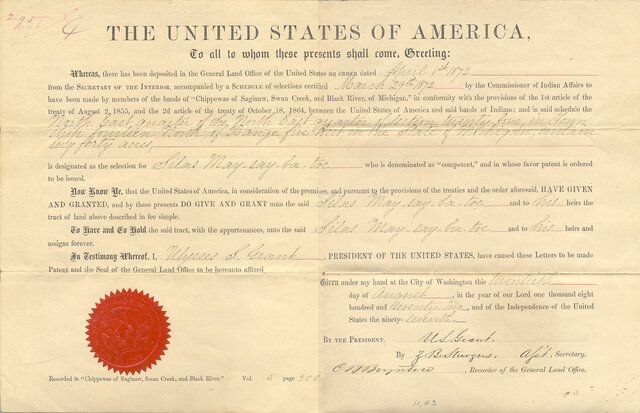 THE UNITED STATES OF AMERICA,
To all to whom these presents shall come, Greeting:
Whereas, there has been deposited in the General Land Office of the United States an ORDER DATED April 1st 1872
from the SECRETARY OF THE INTERIOR, accompanied by a SCHEDULE of selections certified March 29th 1872 by the Commissioner of Indian Affairs to
have been made by members of the bands of "Chippewas of Saginaw, Swan Creek, and Black River, of Michigan," in conformity with the provisions of the 1st article of the
treaty of August 2, 1855, and the 2d article of the treaty of October 18, 1864, between the United States of America and said bands of Indians; and in said schedule the
North East quarter of the North East quarter of Section twenty five, in Town
ship fourteen North of Range five West in the State of Michigan, contain
ing forty acres,
is designated as the selection for Silas May-say-ba-toe who is denominated as "competent," and in whose favor patent is ordered
to be issued.
Now Know Ye, that the United States of America, in consideration of the premises, and pursuant to the provisions of the treaties and the order aforesaid, HAVE GIVEN
AND GRANTED, and by these presents DO GIVE AND GRANT unto the said Silas May-say-ba-toe and to his heirs the
tract of land above described in fee simple.
To Have and to Hold the said tract, with the appurtenances, unto the said Silas May-say-ba-toe and to his heirs and
assigns forever.
In Testimony Whereof, I, Ulysses S. Grant, PRESIDENT OF THE UNITED STATES, have caused these Letters to be made
Patent and the Seal of the General Land Office to be hereunto affixed
Given under my hand at the City of Washington this twentieth
day of August, in the year of our Lord one thousand eight
hundred and seventy two, and of the Independence of the United
States the ninety-seventh
BY THE PRESIDENT: U.S. Grant.
By Ass't. Secretary.
, Recorder of the General Land Office.
Recorded in "Chippewas of Saginaw, Swan Creek, and Black River." Vol. 5 page 208